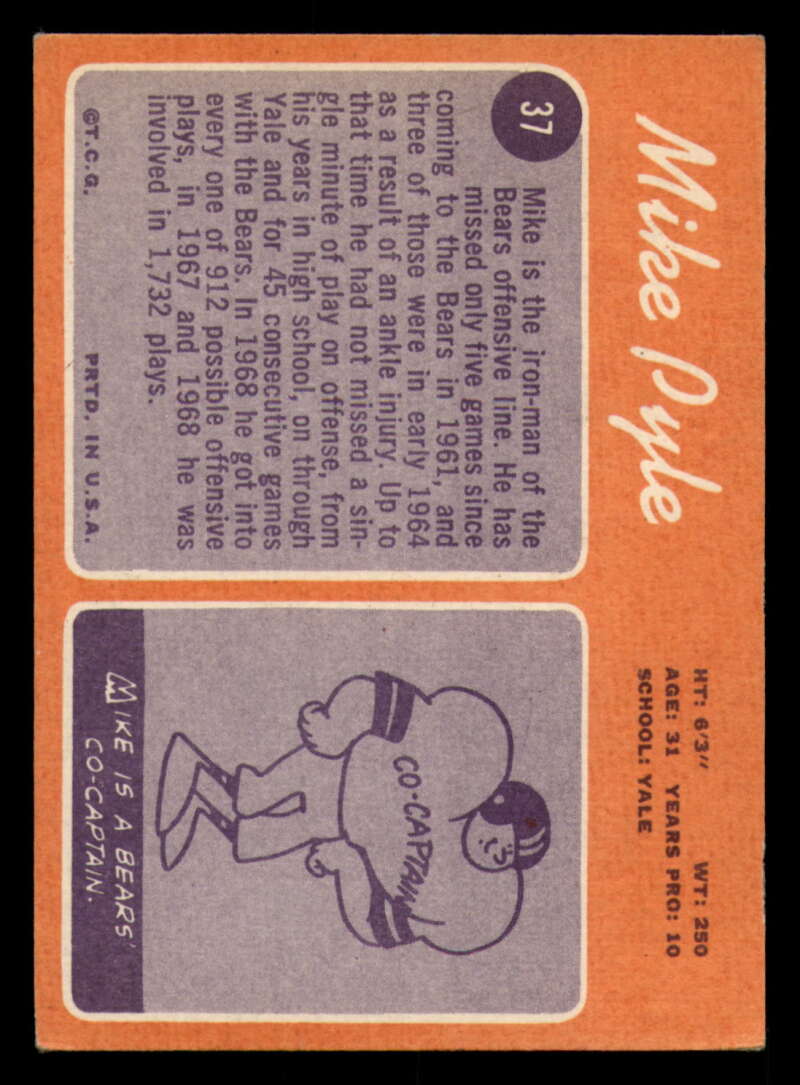 Mike Pyle
HT: 6'3" WT: 250
AGE: 31 YEARS PRO: 10
SCHOOL: YALE
37
Mike is the iron-man of the
Bears offensive line. He has
missed only five games since
coming to the Bears in 1961, and
three of those were in early 1964
as a result of an ankle injury. Up to
that time he had not missed a sin-
gle minute of play on offense, from
his years in high school, on through
Yale and for 45 consecutive games
with the Bears. In 1968 he got into
every one of 912 possible offensive
plays, in 1967 and 1968 he was
involved in 1,732 plays.
©T.C.G. PRTD. IN U.S.A.
CO-CAPTAIN
MIKE IS A BEARS'
CO-CAPTAIN.